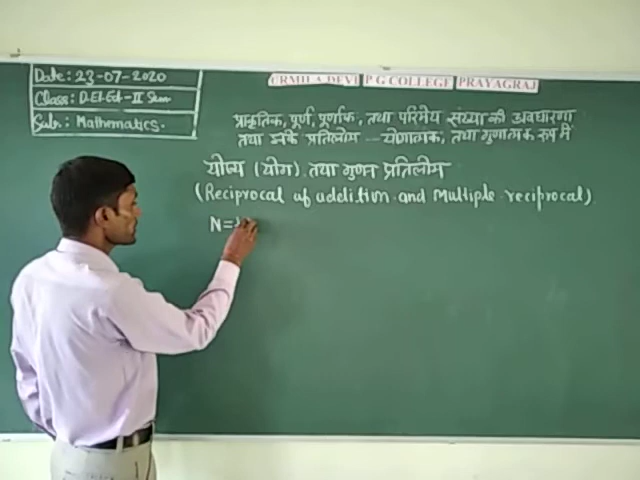 Date: 23-07-2020
Class: D.El.Ed-II Sem
Sub:- Mathematics.
URMILA DEVI P G COLLEGE PRAYAGRAJ
प्राकृतिक, पूर्ण, पूर्णांक, तथा परिमेय संख्या की अवधारणा
तथा इनके प्रतिलोम - योगात्मक, तथा गुणात्मक रूप में
योज्य (योग) तथा गुणन प्रतिलोम
(Reciprocal of addition and Multiple reciprocal)
N=